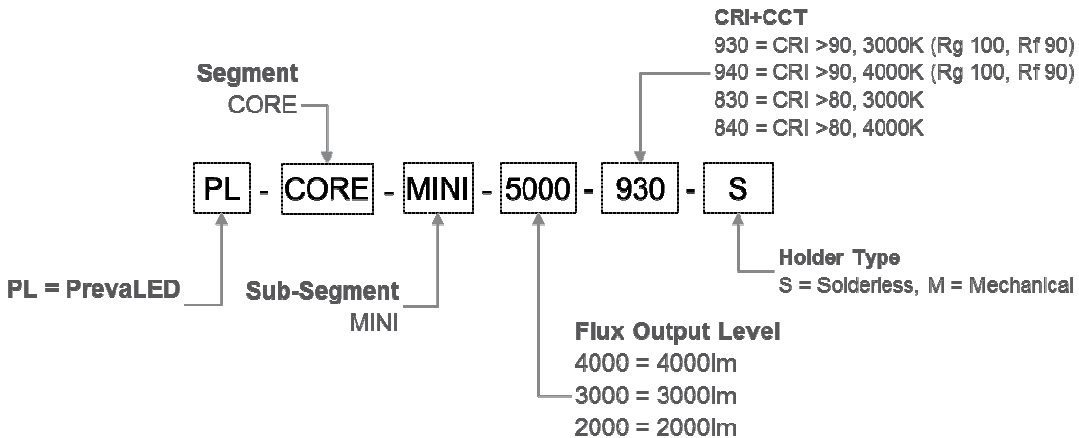 CRI+CCT
930 = CRI >90, 3000K (Rg 100, Rf 90)
940 = CRI >90, 4000K (Rg 100, Rf 90)
830 = CRI >80, 3000K
840 = CRI >80, 4000K
Segment
CORE
PL - CORE - MINI - 5000 - 930 - S
PL = PrevaLED
Sub-Segment
MINI
Holder Type
S = Solderless, M = Mechanical
Flux Output Level
4000 = 4000lm
3000 = 3000lm
2000 = 2000lm